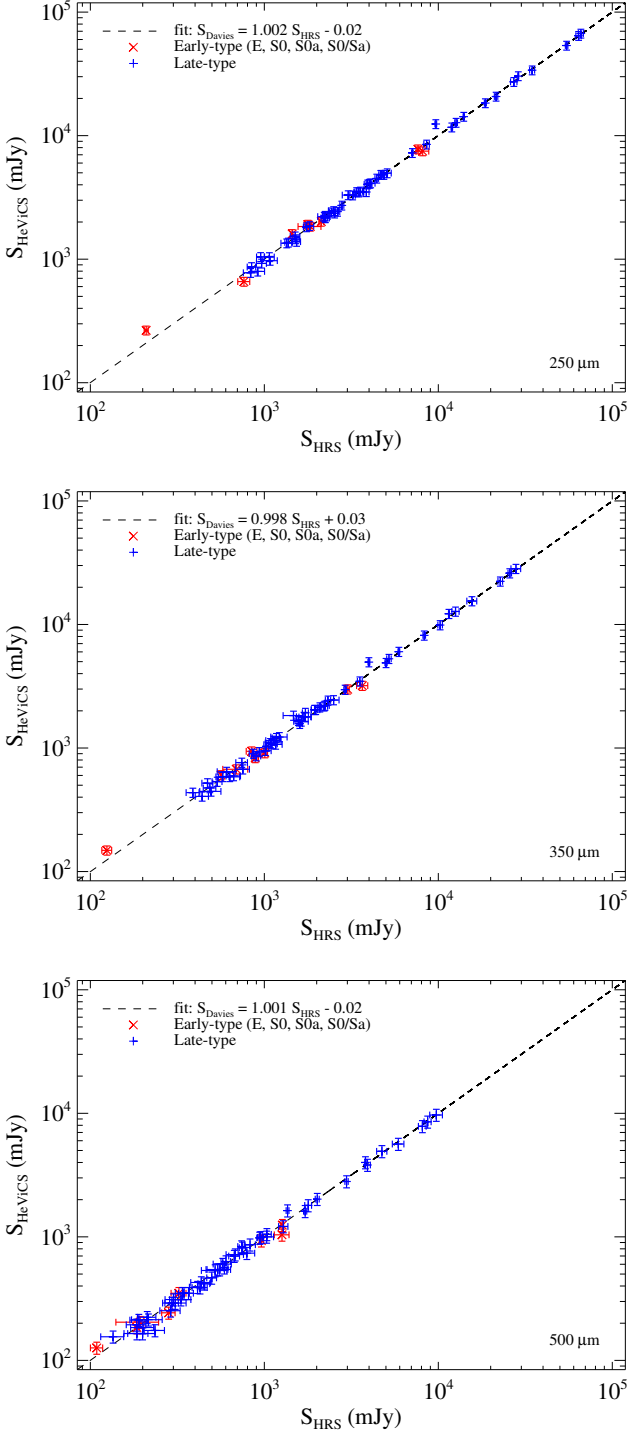 10^5
fit: S_Davies = 1.002 S_HRS - 0.02
Early-type (E, S0, S0a, S0/Sa)
Late-type
10^4
S_HeViCS (mJy)
10^3
10^2
250 µm
10^2 10^3 10^4 10^5
S_HRS (mJy)
10^5
fit: S_Davies = 0.998 S_HRS + 0.03
Early-type (E, S0, S0a, S0/Sa)
Late-type
10^4
S_HeViCS (mJy)
10^3
10^2
350 µm
10^2 10^3 10^4 10^5
S_HRS (mJy)
10^5
fit: S_Davies = 1.001 S_HRS - 0.02
Early-type (E, S0, S0a, S0/Sa)
Late-type
10^4
S_HeViCS (mJy)
10^3
10^2
500 µm
10^2 10^3 10^4 10^5
S_HRS (mJy)